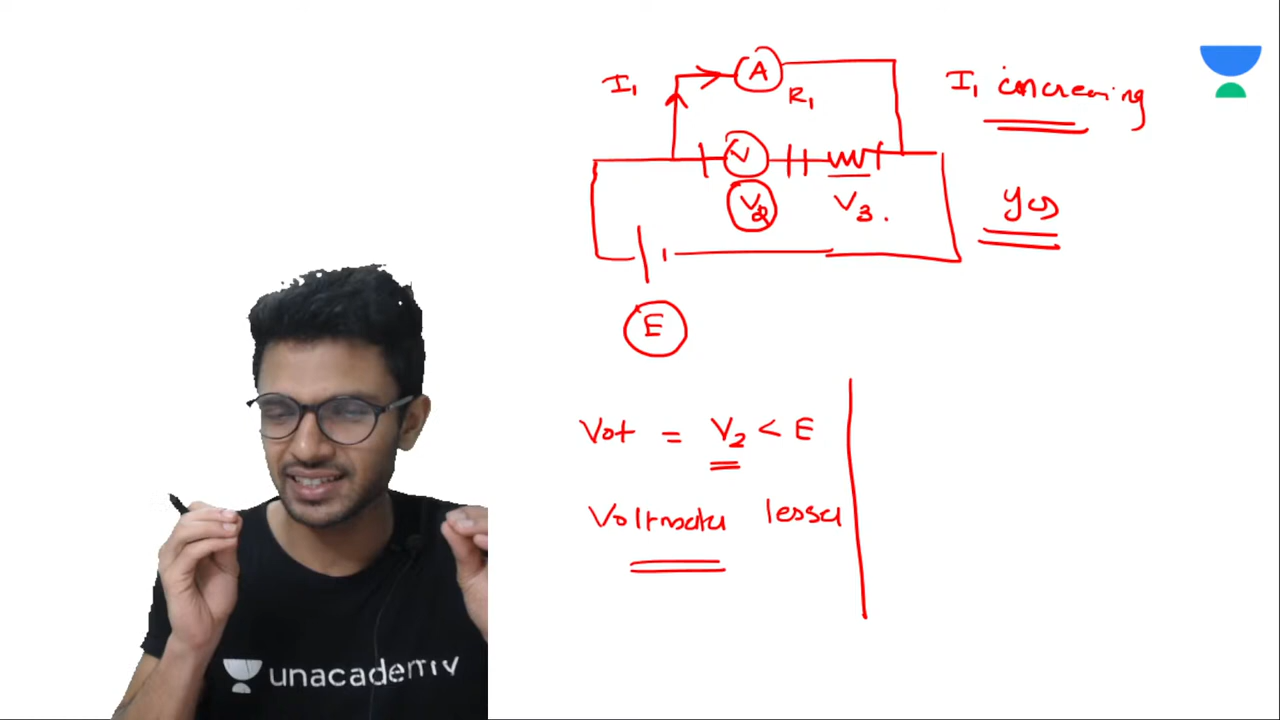 I₁
A
R₁
I₁ increasing
V
V₂
V₃.
Yes
E
Vot = V₂ < E
Voltmeter lesser
unacademy